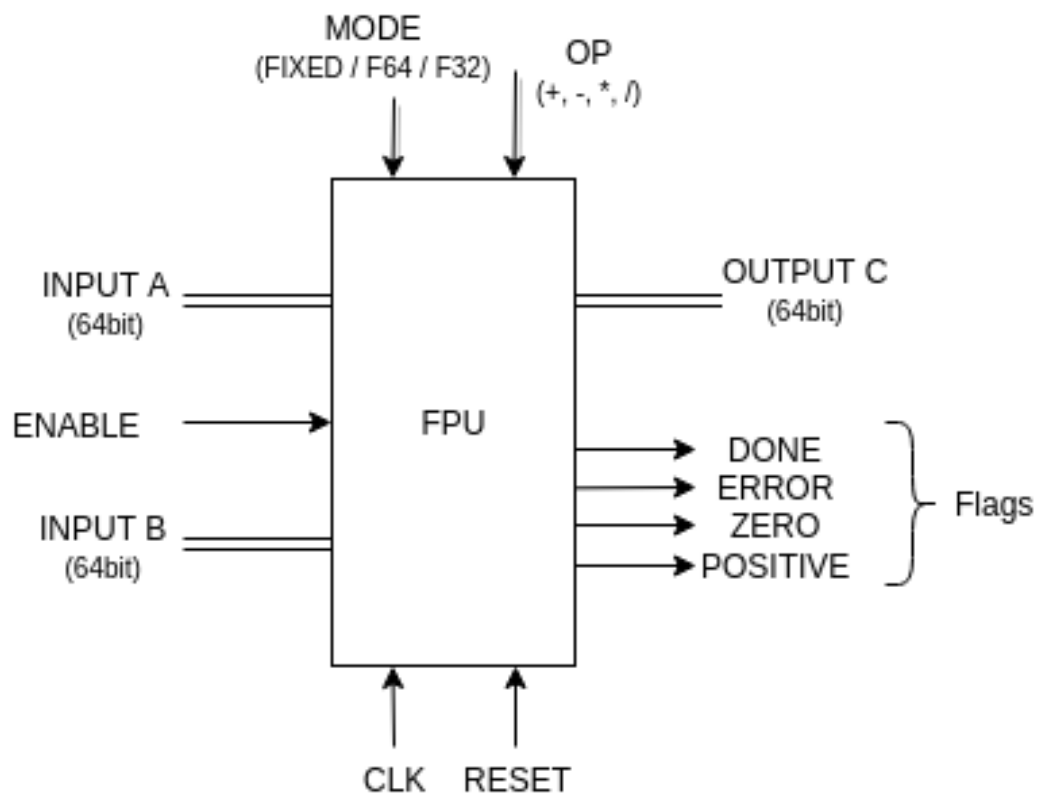 MODE
(FIXED / F64 / F32)
OP
(+, -, *, /)
INPUT A
(64bit)
OUTPUT C
(64bit)
ENABLE
FPU
DONE
ERROR
ZERO
POSITIVE
Flags
INPUT B
(64bit)
CLK
RESET